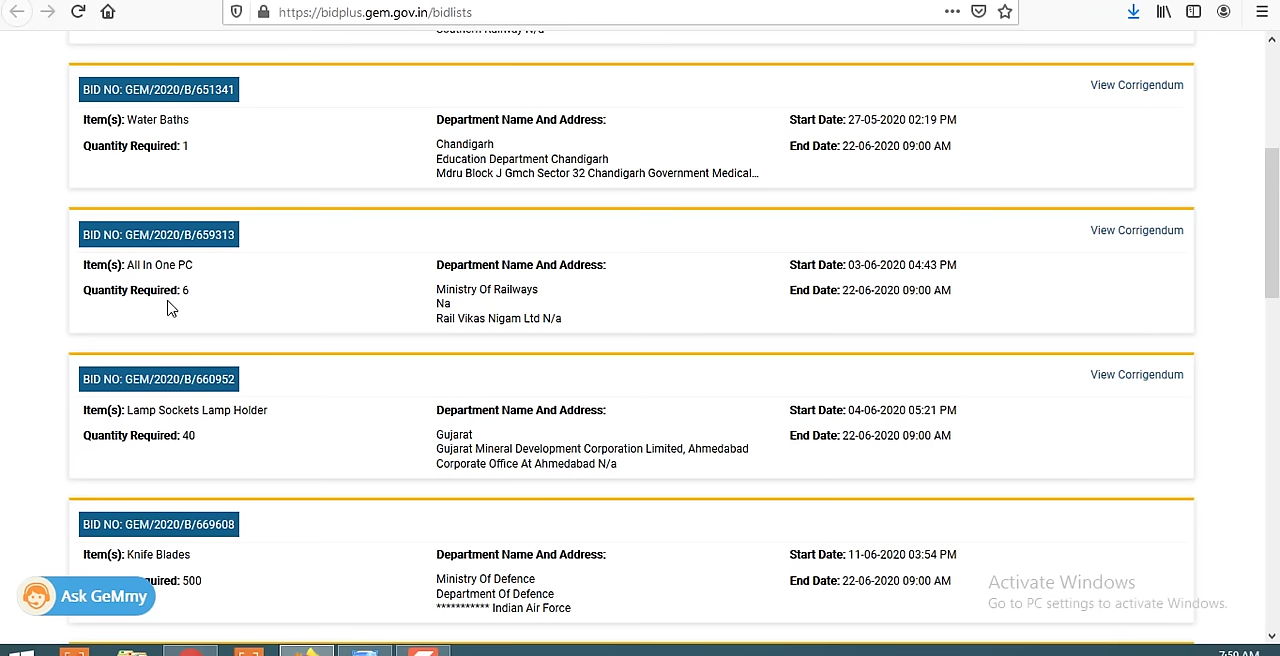 https://bidplus.gem.gov.in/bidlists
Southern Railway N/a
BID NO: GEM/2020/B/651341
View Corrigendum
Item(s): Water Baths
Department Name And Address:
Start Date: 27-05-2020 02:19 PM
Quantity Required: 1
Chandigarh
End Date: 22-06-2020 09:00 AM
Education Department Chandigarh
Mdru Block J Gmch Sector 32 Chandigarh Government Medical...
BID NO: GEM/2020/B/659313
View Corrigendum
Item(s): All In One PC
Department Name And Address:
Start Date: 03-06-2020 04:43 PM
Quantity Required: 6
Ministry Of Railways
End Date: 22-06-2020 09:00 AM
Na
Rail Vikas Nigam Ltd N/a
BID NO: GEM/2020/B/660952
View Corrigendum
Item(s): Lamp Sockets Lamp Holder
Department Name And Address:
Start Date: 04-06-2020 05:21 PM
Quantity Required: 40
Gujarat
End Date: 22-06-2020 09:00 AM
Gujarat Mineral Development Corporation Limited, Ahmedabad
Corporate Office At Ahmedabad N/a
BID NO: GEM/2020/B/669608
Item(s): Knife Blades
Department Name And Address:
Start Date: 11-06-2020 03:54 PM
quired: 500
Ministry Of Defence
End Date: 22-06-2020 09:00 AM
Department Of Defence
*********** Indian Air Force
Ask GeMmy
Activate Windows
Go to PC settings to activate Windows.
7:59 AM